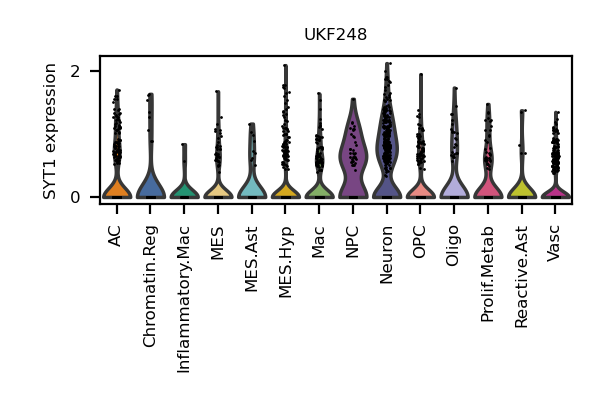 UKF248
SYT1 expression
2
0
AC
Chromatin.Reg
Inflammatory.Mac
MES
MES.Ast
MES.Hyp
Mac
NPC
Neuron
OPC
Oligo
Prolif.Metab
Reactive.Ast
Vasc